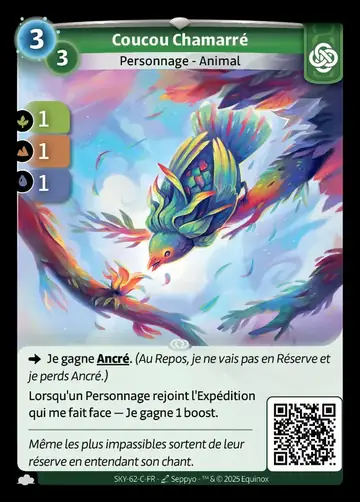 3
3
Coucou Chamarré
Personnage - Animal
1
1
1
Je gagne Ancré. (Au Repos, je ne vais pas en Réserve et
je perds Ancré.)
Lorsqu'un Personnage rejoint l'Expédition
qui me fait face — Je gagne 1 boost.
Même les plus impassibles sortent de leur
réserve en entendant son chant.
SKY-62-C-FR - Seppyo - ™ & © 2025 Equinox